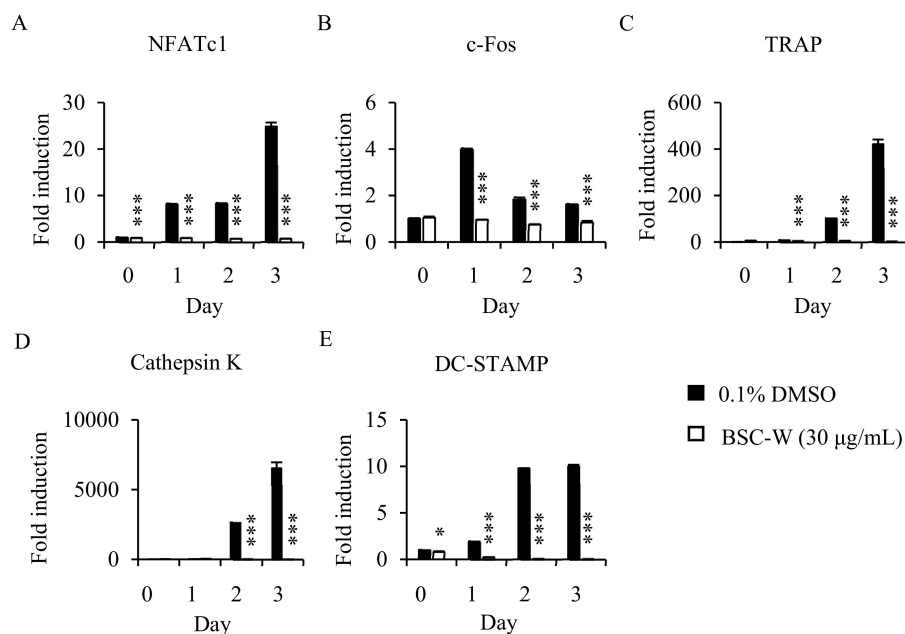 A
NFATc1
Fold induction
30
20
10
0
***
***
***
***
0 1 2 3
Day
B
c-Fos
Fold induction
6
4
2
0
***
***
***
0 1 2 3
Day
C
TRAP
Fold induction
600
400
200
0
***
***
***
0 1 2 3
Day
D
Cathepsin K
Fold induction
10000
5000
0
***
***
0 1 2 3
Day
E
DC-STAMP
Fold induction
15
10
5
0
*
***
***
***
0 1 2 3
Day
0.1% DMSO
BSC-W (30 µg/mL)